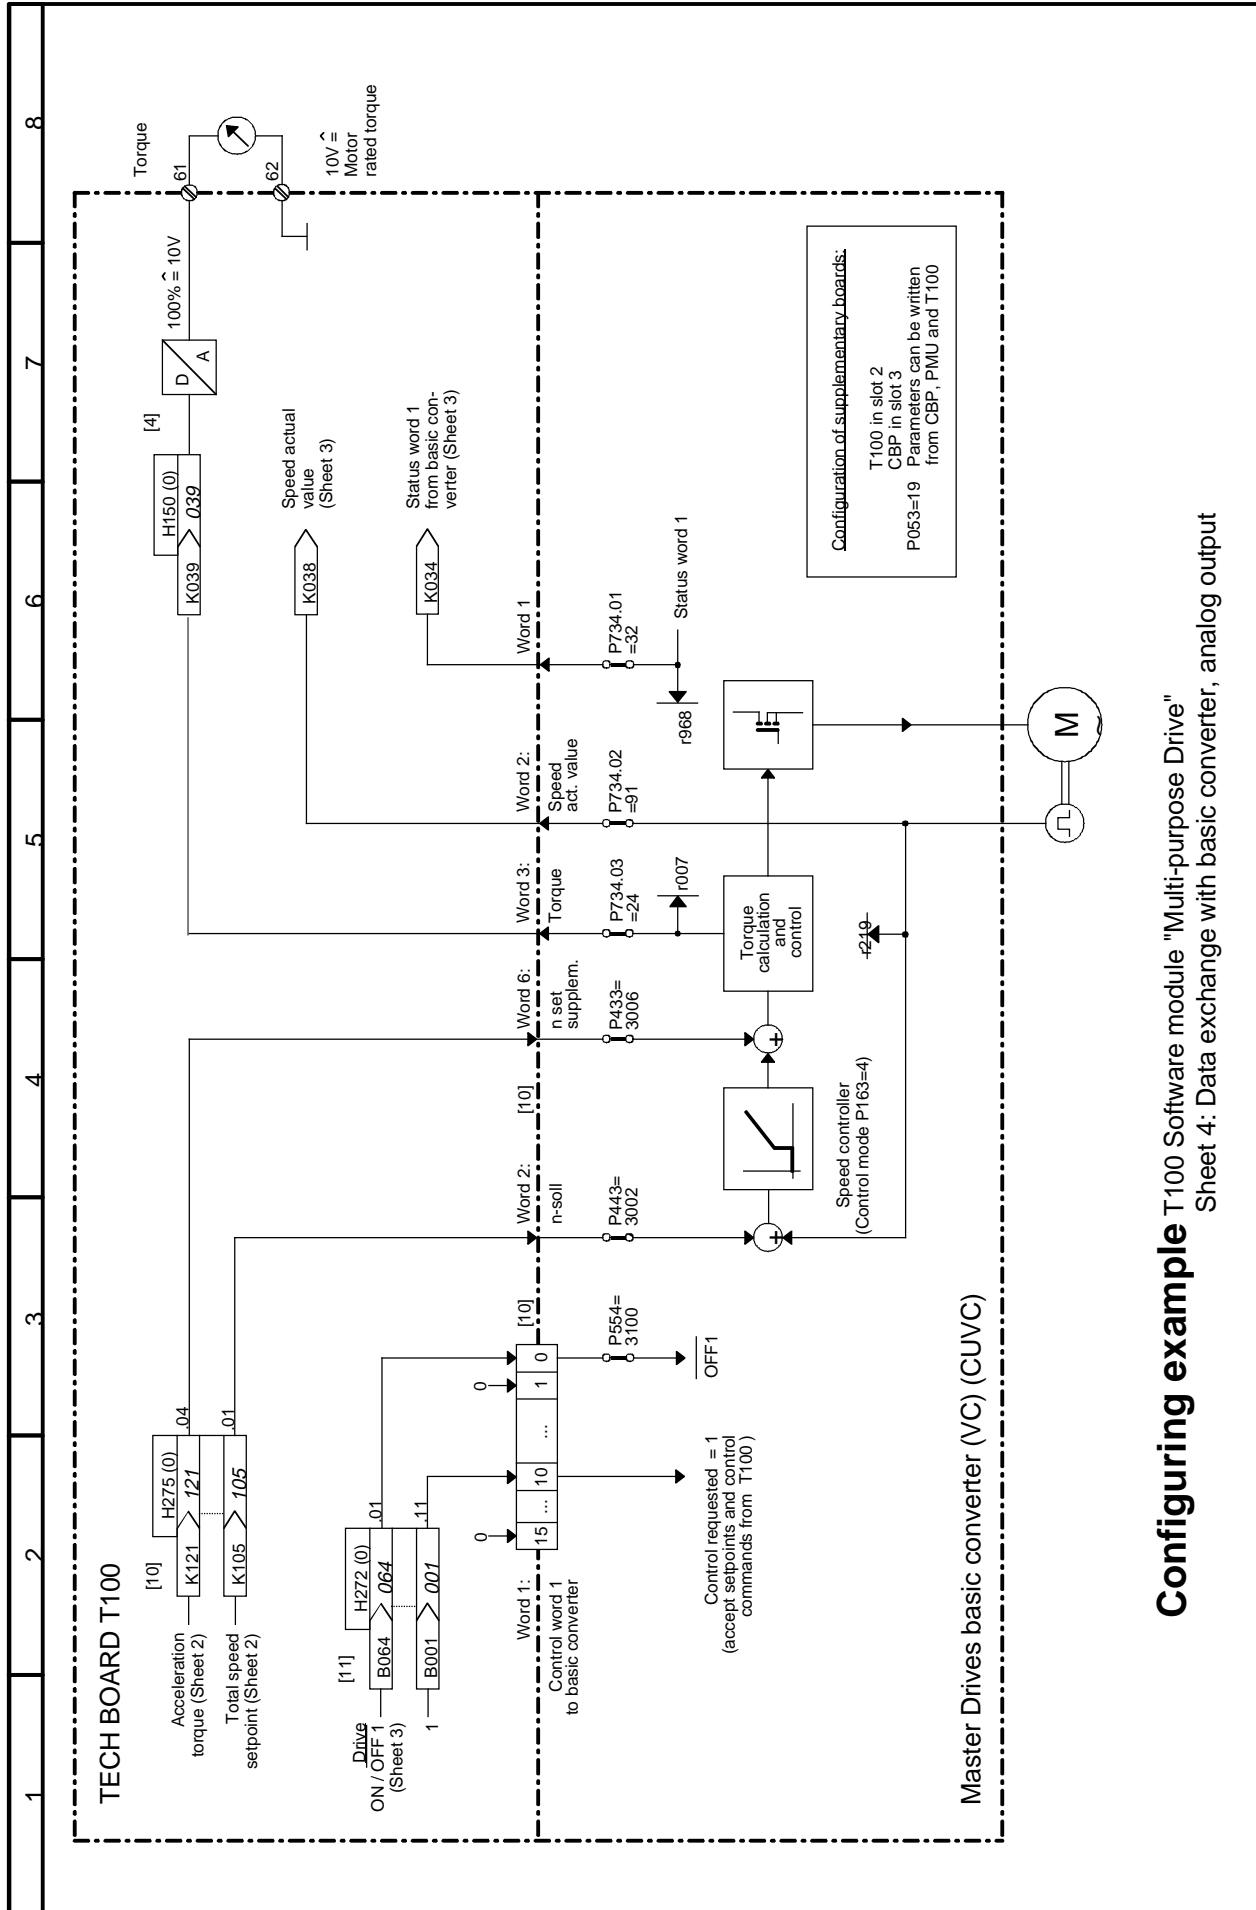 1
2
3
4
5
6
7
8
TECH BOARD T100
[10]
H275 (0)
Acceleration
torque (Sheet 2)
K121
121
.04
Total speed
setpoint (Sheet 2)
K105
105
.01
[11]
H272 (0)
Drive
ON / OFF 1
(Sheet 3)
B064
064
.01
1
B001
001
.11
Word 1:
Control word 1
to basic converter
0
0
15
...
10
...
1
0
[10]
P554=
3100
OFF1
Control requested = 1
(accept setpoints and control
commands from T100 )
Word 2:
n-soll
P443=
3002
[10]
Word 6:
n set
supplem.
P433=
3006
Word 3:
Torque
P734.03
=24
r007
Word 2:
Speed
act. value
P734.02
=91
Word 1
P734.01
=32
Status word 1
r968
+
+
Speed controller
(Control mode P163=4)
Torque
calculation
and
control
r219
M
~
H150 (0)
K039
039
[4]
D
A
100% ≙ 10V
Torque
61
62
10V ≙
Motor
rated torque
K038
Speed actual
value
(Sheet 3)
K034
Status word 1
from basic con-
verter (Sheet 3)
Configuration of supplementary boards:
T100 in slot 2
CBP in slot 3
P053=19 Parameters can be written
from CBP, PMU and T100
Master Drives basic converter (VC) (CUVC)
Configuring example T100 Software module "Multi-purpose Drive"
Sheet 4: Data exchange with basic converter, analog output